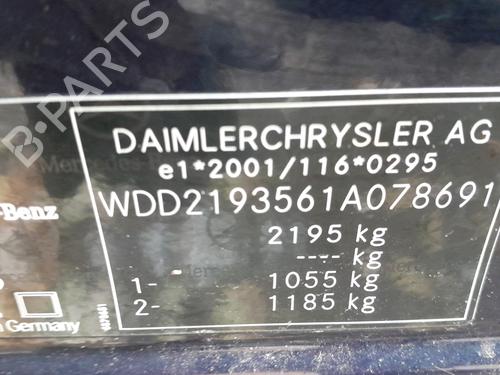 B-PARTS
DAIMLERCHRYSLER AG
e1*2001/116*0295
WDD2193561A078691
-Benz
2195 kg
---- kg
1- 1055 kg
2- 1185 kg
Germany